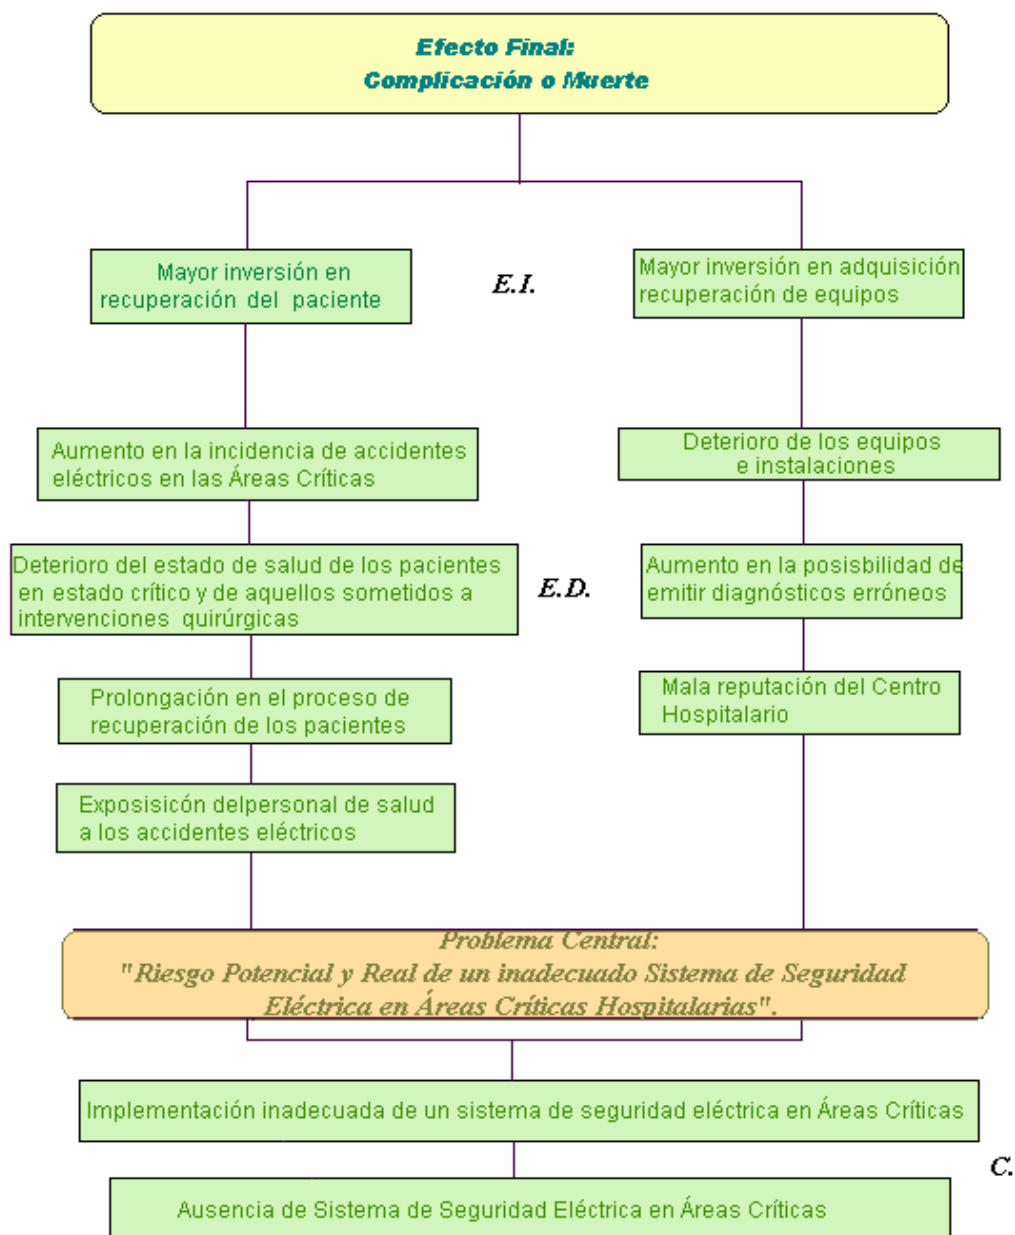 Efecto Final:
Complicación o Muerte
Mayor inversión en
recuperación del paciente
E.I.
Mayor inversión en adquisición
recuperación de equipos
Aumento en la incidencia de accidentes
eléctricos en las Áreas Críticas
Deterioro de los equipos
e instalaciones
Deterioro del estado de salud de los pacientes
en estado crítico y de aquellos sometidos a
intervenciones quirúrgicas
E.D.
Aumento en la posisbilidad de
emitir diagnósticos erróneos
Prolongación en el proceso de
recuperación de los pacientes
Mala reputación del Centro
Hospitalario
Exposisicón delpersonal de salud
a los accidentes eléctricos
Problema Central:
"Riesgo Potencial y Real de un inadecuado Sistema de Seguridad
Eléctrica en Áreas Críticas Hospitalarias".
Implementación inadecuada de un sistema de seguridad eléctrica en Áreas Críticas
C.
Ausencia de Sistema de Seguridad Eléctrica en Áreas Críticas